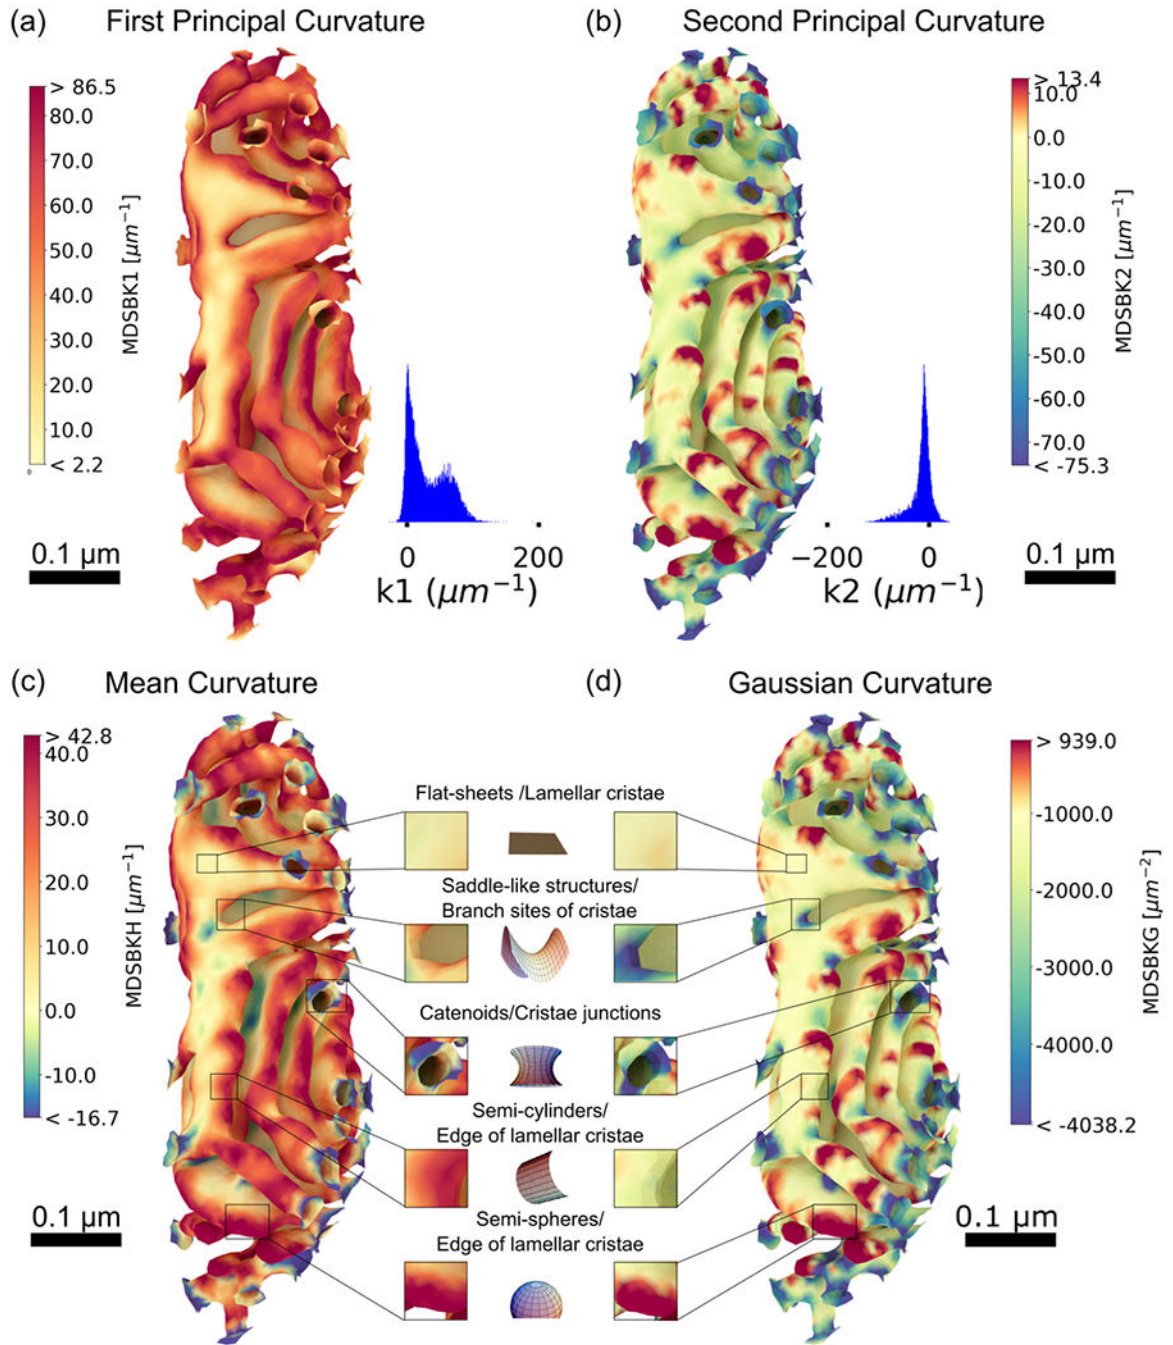 (a) First Principal Curvature
> 86.5
80.0
70.0
60.0
50.0
40.0
30.0
20.0
10.0
< 2.2
0
MDSBK1 [μm⁻¹]
0.1 μm
0 200
k1 (μm⁻¹)
(b) Second Principal Curvature
> 13.4
10.0
0.0
-10.0
-20.0
-30.0
-40.0
-50.0
-60.0
-70.0
< -75.3
MDSBK2 [μm⁻¹]
−200 0
k2 (μm⁻¹)
0.1 μm
(c) Mean Curvature
> 42.8
40.0
30.0
20.0
10.0
0.0
-10.0
< -16.7
MDSBKH [μm⁻¹]
0.1 μm
Flat-sheets /Lamellar cristae
Saddle-like structures/
Branch sites of cristae
Catenoids/Cristae junctions
Semi-cylinders/
Edge of lamellar cristae
Semi-spheres/
Edge of lamellar cristae
(d) Gaussian Curvature
> 939.0
-1000.0
-2000.0
-3000.0
-4000.0
< -4038.2
MDSBKG [μm⁻²]
0.1 μm